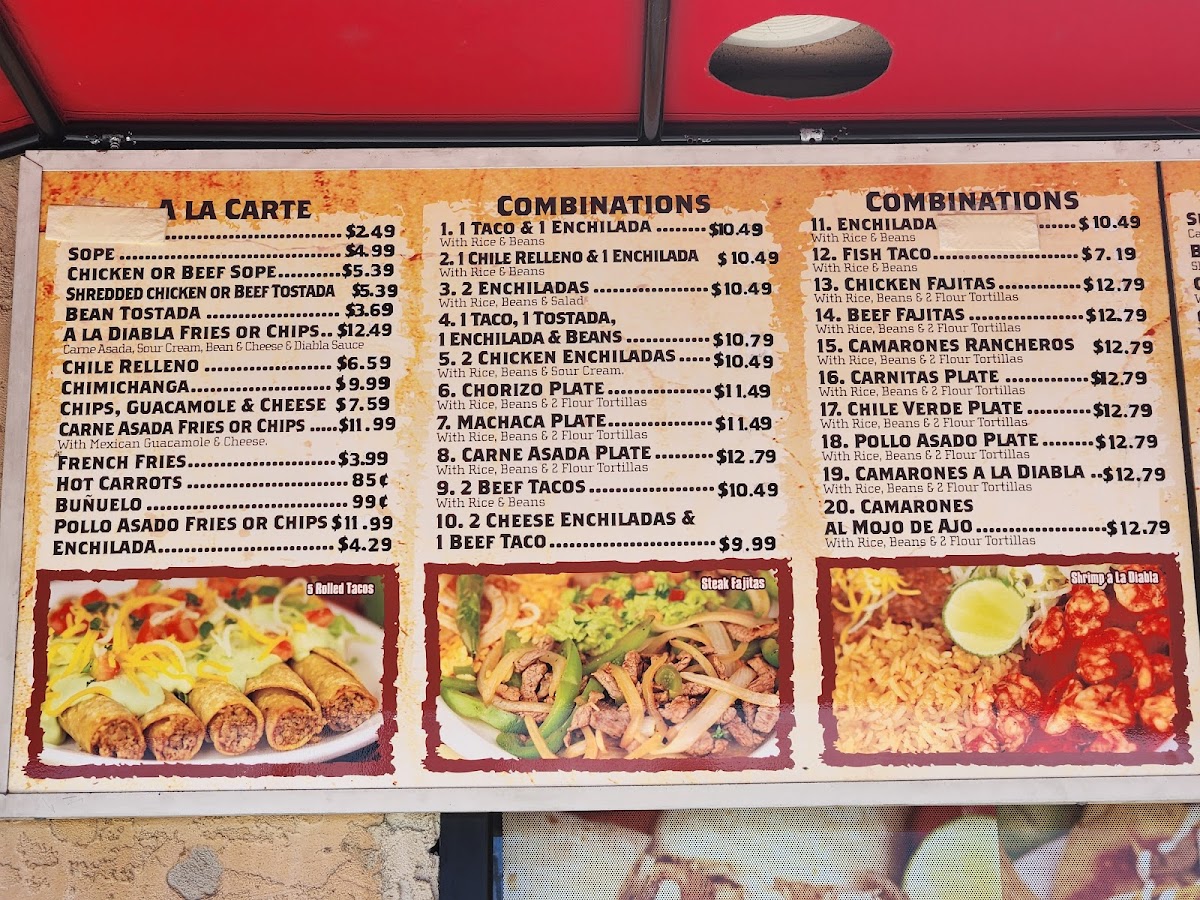 A LA CARTE
........................ $2.49
SOPE ........................ $4.99
CHICKEN OR BEEF SOPE.......... $5.39
SHREDDED CHICKEN OR BEEF TOSTADA $5.39
BEAN TOSTADA .................... $3.69
A LA DIABLA FRIES OR CHIPS.. $12.49
Carne Asada, Sour Cream, Bean & Cheese & Diabla Sauce
CHILE RELLENO ................... $6.59
CHIMICHANGA...................... $9.99
CHIPS, GUACAMOLE & CHEESE $7.59
CARNE ASADA FRIES OR CHIPS .....$11.99
With Mexican Guacamole & Cheese.
FRENCH FRIES......................$3.99
HOT CARROTS ...................... 85¢
BUÑUELO .......................... 99¢
POLLO ASADO FRIES OR CHIPS $11.99
ENCHILADA......................... $4.29
5 Rolled Tacos
COMBINATIONS
1. 1 TACO & 1 ENCHILADA ........$10.49
With Rice & Beans
2. 1 CHILE RELLENO & 1 ENCHILADA $10.49
With Rice & Beans
3. 2 ENCHILADAS ..................$10.49
With Rice, Beans & Salad
4. 1 TACO, 1 TOSTADA,
1 ENCHILADA & BEANS ............ $10.79
5. 2 CHICKEN ENCHILADAS .....$10.49
With Rice, Beans & Sour Cream.
6. CHORIZO PLATE ............... $11.49
With Rice, Beans & 2 Flour Tortillas
7. MACHACA PLATE............... $11.49
With Rice, Beans & 2 Flour Tortillas
8. CARNE ASADA PLATE .........$12.79
With Rice, Beans & 2 Flour Tortillas
9. 2 BEEF TACOS ..................$10.49
With Rice & Beans
10. 2 CHEESE ENCHILADAS &
1 BEEF TACO........................ $9.99
Steak Fajitas
COMBINATIONS
11. ENCHILADA ..... $10.49
With Rice & Beans
12. FISH TACO.....................$7.19
With Rice & Beans
13. CHICKEN FAJITAS............$12.79
With Rice, Beans & 2 Flour Tortillas
14. BEEF FAJITAS .................$12.79
With Rice, Beans & 2 Flour Tortillas
15. CAMARONES RANCHEROS $12.79
With Rice, Beans & 2 Flour Tortillas
16. CARNITAS PLATE ............$12.79
With Rice, Beans & 2 Flour Tortillas
17. CHILE VERDE PLATE ..........$12.79
With Rice, Beans & 2 Flour Tortillas
18. POLLO ASADO PLATE........$12.79
With Rice, Beans & 2 Flour Tortillas
19. CAMARONES A LA DIABLA ..$12.79
With Rice, Beans & 2 Flour Tortillas
20. CAMARONES
AL MOJO DE AJO...................$12.79
With Rice, Beans & 2 Flour Tortillas
Shrimp a La Diabla